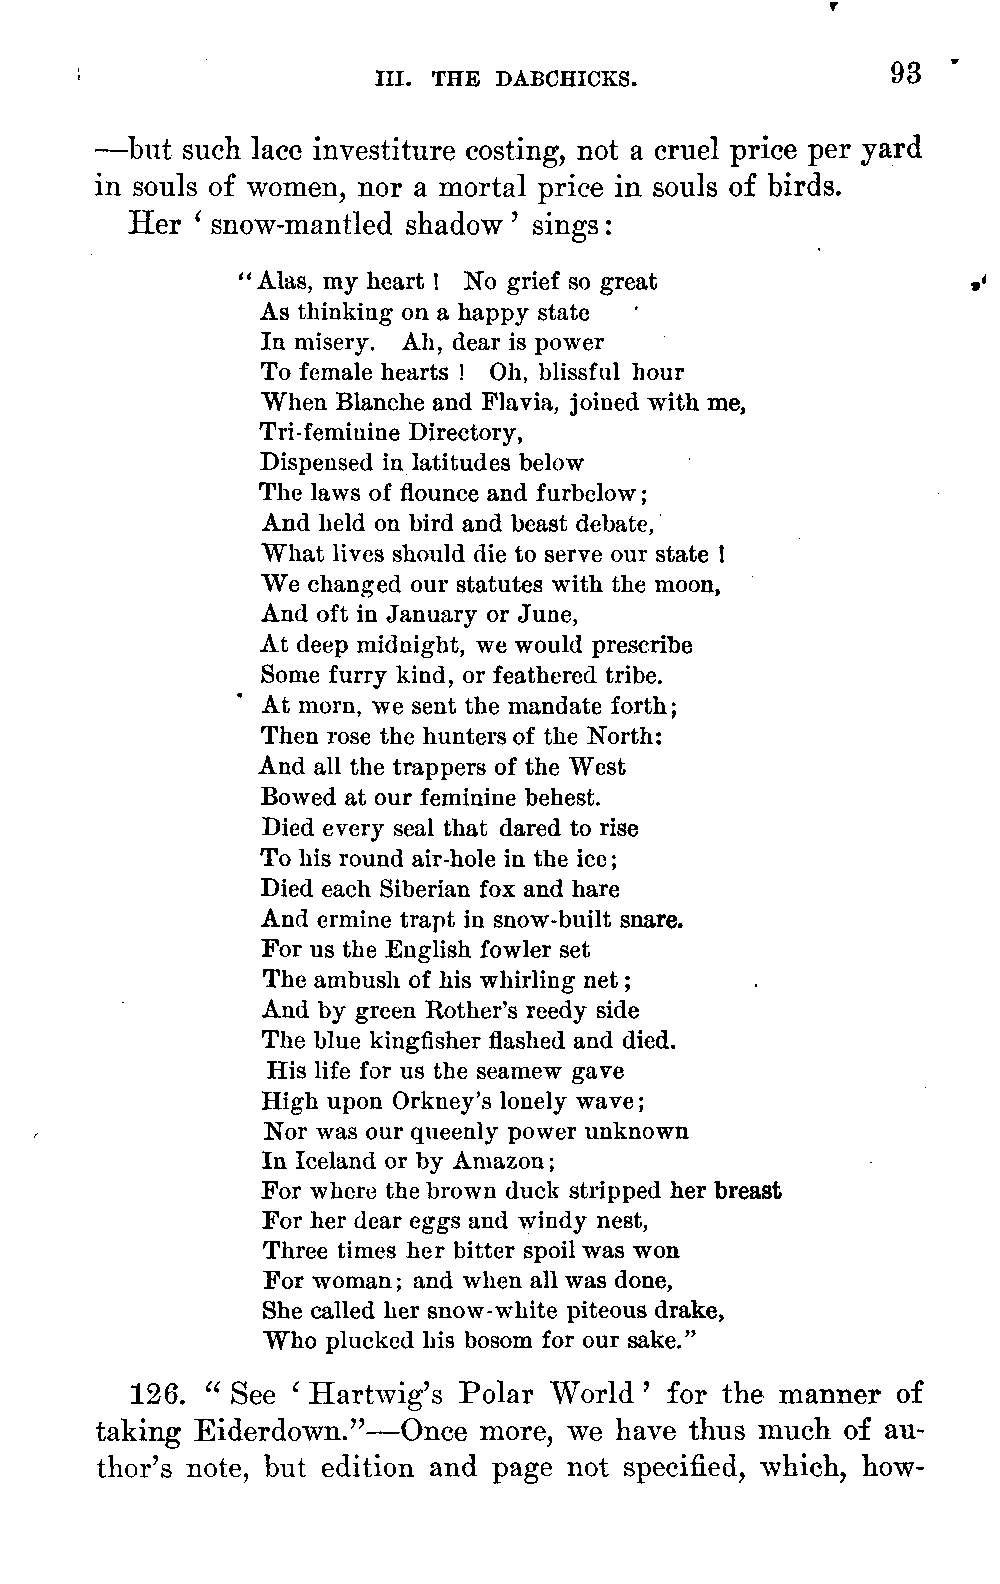 III. THE DABCHICKS. 93
—but such lace investiture costing, not a cruel price per yard
in souls of women, nor a mortal price in souls of birds.
Her ‘ snow-mantled shadow ’ sings:
“Alas, my heart! No grief so great
As thinking on a happy state
In misery. Ah, dear is power
To female hearts! Oh, blissful hour
When Blanche and Flavia, joined with me,
Tri-feminine Directory,
Dispensed in latitudes below
The laws of flounce and furbelow;
And held on bird and beast debate,
What lives should die to serve our state!
We changed our statutes with the moon,
And oft in January or June,
At deep midnight, we would prescribe
Some furry kind, or feathered tribe.
At morn, we sent the mandate forth;
Then rose the hunters of the North:
And all the trappers of the West
Bowed at our feminine behest.
Died every seal that dared to rise
To his round air-hole in the ice;
Died each Siberian fox and hare
And ermine trapt in snow-built snare.
For us the English fowler set
The ambush of his whirling net;
And by green Rother’s reedy side
The blue kingfisher flashed and died.
His life for us the seamew gave
High upon Orkney’s lonely wave;
Nor was our queenly power unknown
In Iceland or by Amazon;
For where the brown duck stripped her breast
For her dear eggs and windy nest,
Three times her bitter spoil was won
For woman; and when all was done,
She called her snow-white piteous drake,
Who plucked his bosom for our sake.”
126. “ See ‘ Hartwig’s Polar World ’ for the manner of
taking Eiderdown.”—Once more, we have thus much of au-
thor’s note, but edition and page not specified, which, how-